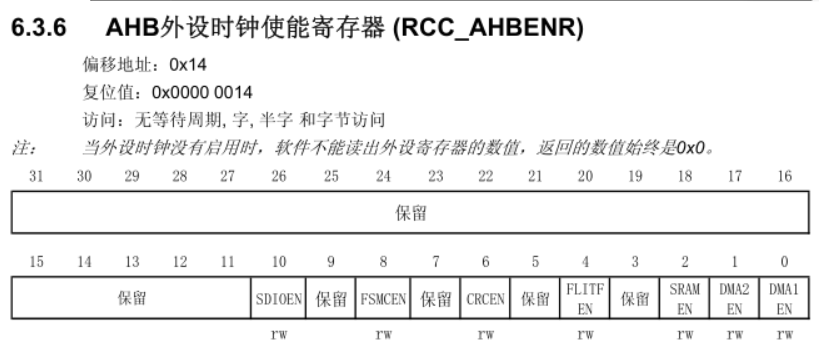 6.3.6 AHB外设时钟使能寄存器 (RCC_AHBENR)
偏移地址：0x14
复位值：0x0000 0014
访问：无等待周期, 字, 半字 和字节访问
注： 当外设时钟没有启用时，软件不能读出外设寄存器的数值，返回的数值始终是0x0。
31 30 29 28 27 26 25 24 23 22 21 20 19 18 17 16
保留
15 14 13 12 11 10 9 8 7 6 5 4 3 2 1 0
保留 SDIOEN 保留 FSMCEN 保留 CRCEN 保留 FLITF EN 保留 SRAM EN DMA2 EN DMA1 EN
rw rw rw rw rw rw rw